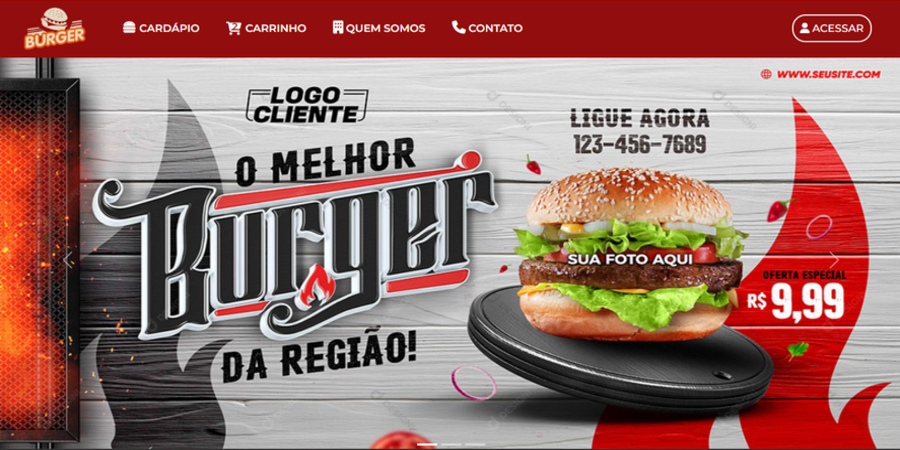 BURGER
CARDÁPIO
CARRINHO
QUEM SOMOS
CONTATO
ACESSAR
WWW.SEUSITE.COM
LOGO
CLIENTE
LIGUE AGORA
123-456-7689
O MELHOR
Burger
DA REGIÃO!
SUA FOTO AQUI
OFERTA ESPECIAL
R$ 9,99